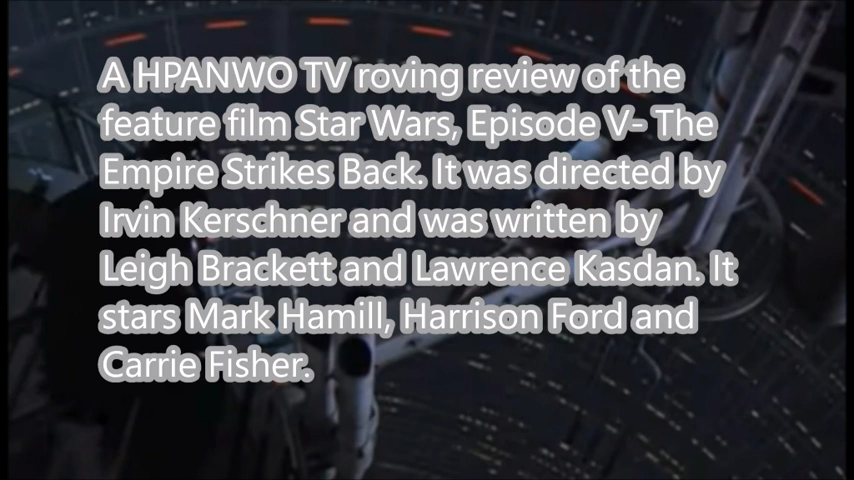 A HPANWO TV roving review of the
feature film Star Wars, Episode V- The
Empire Strikes Back. It was directed by
Irvin Kerschner and was written by
Leigh Brackett and Lawrence Kasdan. It
stars Mark Hamill, Harrison Ford and
Carrie Fisher.